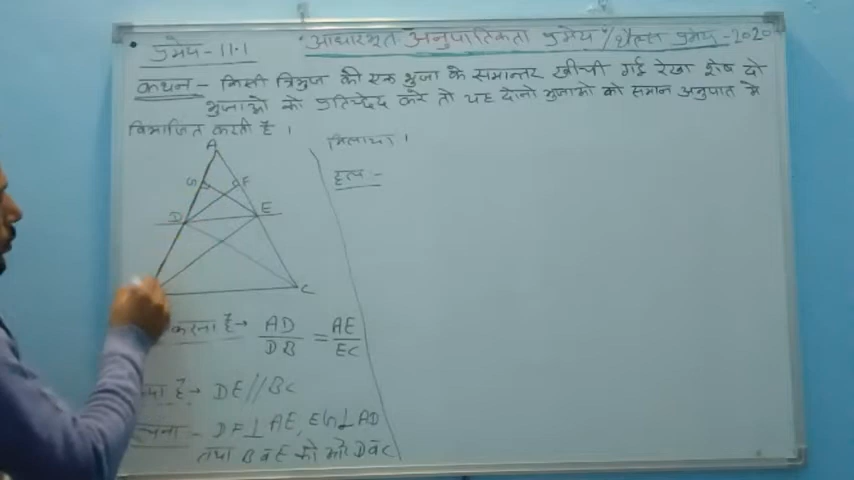 प्रमेय - 11.1 आधारभूत अनुपातिकता प्रमेय / थैल्स प्रमेय - 2020
कथन - किसी त्रिभुज की एक भुजा के समान्तर खींची गई रेखा शेष दो
भुजाओं को प्रतिच्छेद करे तो यह दोनो भुजाओ को समान अनुपात मे
विभाजित करती है ।
मिलाया ।
हल :-
A
G F
D E
C
करना है→ AD/DB = AE/EC
है → DE//BC
DF⊥AE, EG⊥AD
तथा B व E को और D व C